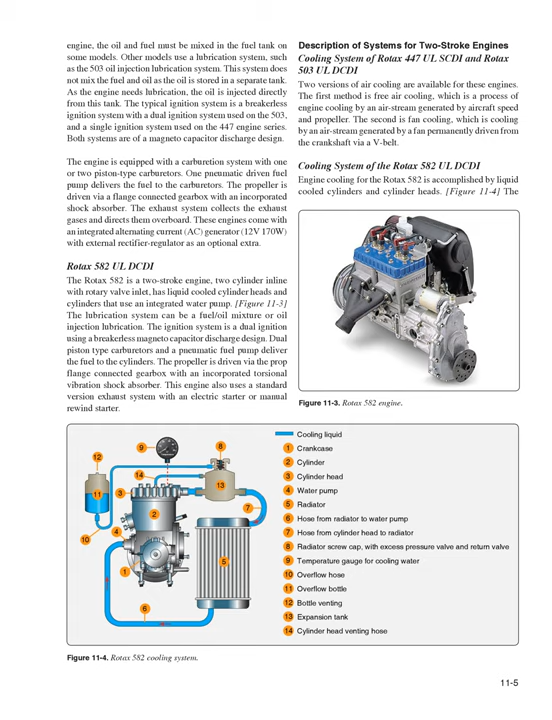 engine, the oil and fuel must be mixed in the fuel tank on
some models. Other models use a lubrication system, such
as the 503 oil injection lubrication system. This system does
not mix the fuel and oil as the oil is stored in a separate tank.
As the engine needs lubrication, the oil is injected directly
from this tank. The typical ignition system is a breakerless
ignition system with a dual ignition system used on the 503,
and a single ignition system used on the 447 engine series.
Both systems are of a magneto capacitor discharge design.
The engine is equipped with a carburetion system with one
or two piston-type carburetors. One pneumatic driven fuel
pump delivers the fuel to the carburetors. The propeller is
driven via a flange connected gearbox with an incorporated
shock absorber. The exhaust system collects the exhaust
gases and directs them overboard. These engines come with
an integrated alternating current (AC) generator (12V 170W)
with external rectifier-regulator as an optional extra.
Rotax 582 UL DCDI
The Rotax 582 is a two-stroke engine, two cylinder inline
with rotary valve inlet, has liquid cooled cylinder heads and
cylinders that use an integrated water pump. [Figure 11-3]
The lubrication system can be a fuel/oil mixture or oil
injection lubrication. The ignition system is a dual ignition
using a breakerless magneto capacitor discharge design. Dual
piston type carburetors and a pneumatic fuel pump deliver
the fuel to the cylinders. The propeller is driven via the prop
flange connected gearbox with an incorporated torsional
vibration shock absorber. This engine also uses a standard
version exhaust system with an electric starter or manual
rewind starter.
Description of Systems for Two-Stroke Engines
Cooling System of Rotax 447 UL SCDI and Rotax
503 UL DCDI
Two versions of air cooling are available for these engines.
The first method is free air cooling, which is a process of
engine cooling by an air-stream generated by aircraft speed
and propeller. The second is fan cooling, which is cooling
by an air-stream generated by a fan permanently driven from
the crankshaft via a V-belt.
Cooling System of the Rotax 582 UL DCDI
Engine cooling for the Rotax 582 is accomplished by liquid
cooled cylinders and cylinder heads. [Figure 11-4] The
Figure 11-3. Rotax 582 engine.
12
9
8
14
13
11
3
2
7
4
10
5
1
6
Cooling liquid
1 Crankcase
2 Cylinder
3 Cylinder head
4 Water pump
5 Radiator
6 Hose from radiator to water pump
7 Hose from cylinder head to radiator
8 Radiator screw cap, with excess pressure valve and return valve
9 Temperature gauge for cooling water
10 Overflow hose
11 Overflow bottle
12 Bottle venting
13 Expansion tank
14 Cylinder head venting hose
Figure 11-4. Rotax 582 cooling system.
11-5